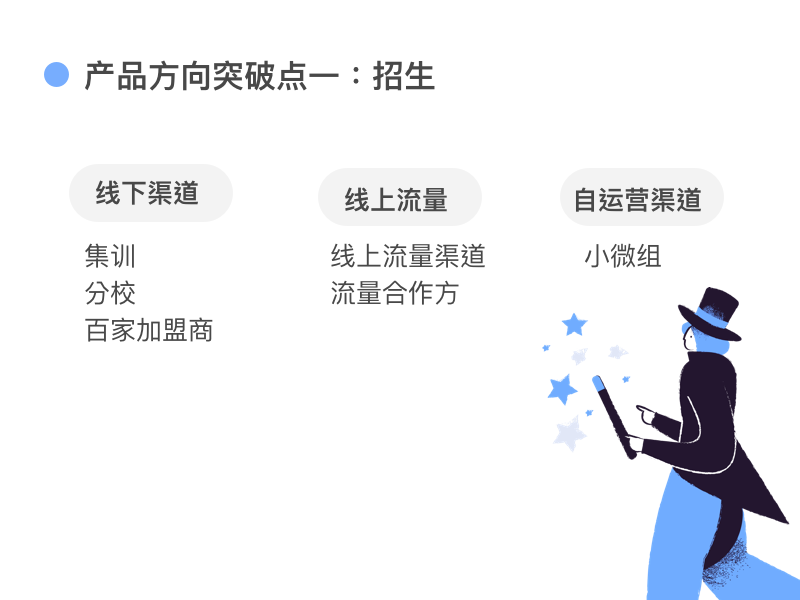 产品方向突破点一：招生
线下渠道
集训
分校
百家加盟商
线上流量
线上流量渠道
流量合作方
自运营渠道
小微组